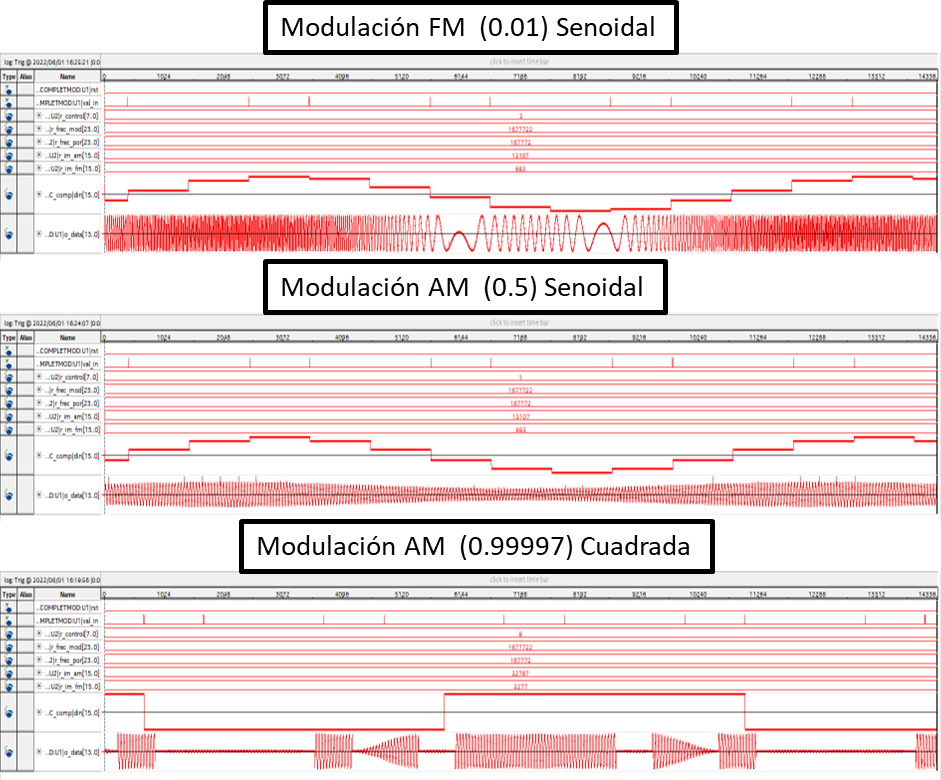 Modulación FM (0.01) Senoidal
log: Trig @ 2022/06/01 16:25:21 (0:0
click to insert time bar
Type Alias Name 0 1024 2048 3072 4096 5120 6144 7168 8192 9216 10240 11264 12288 13312 14336
...COMPLETMOD:U1|rst
...MPLETMOD:U1|val_in
...:U2|r_control[7..0] 3
...|r_frec_mod[23..0] 1677722
...2|r_frec_por[23..0] 167772
...U2|r_im_am[15..0] 13107
...:U2|r_im_fm[15..0] 983
...C_comp|din[15..0]
...D:U1|o_data[13..0]
Modulación AM (0.5) Senoidal
log: Trig @ 2022/06/01 16:24:07 (0:0
click to insert time bar
Type Alias Name 0 1024 2048 3072 4096 5120 6144 7168 8192 9216 10240 11264 12288 13312 14336
...COMPLETMOD:U1|rst
...MPLETMOD:U1|val_in
...:U2|r_control[7..0] 1
...|r_frec_mod[23..0] 1677722
...2|r_frec_por[23..0] 167772
...U2|r_im_am[15..0] 13107
...:U2|r_im_fm[15..0] 983
...C_comp|din[15..0]
...D:U1|o_data[13..0]
Modulación AM (0.99997) Cuadrada
log: Trig @ 2022/06/01 16:19:56 (0:0
click to insert time bar
Type Alias Name 0 1024 2048 3072 4096 5120 6144 7168 8192 9216 10240 11264 12288 13312 14336
...COMPLETMOD:U1|rst
...MPLETMOD:U1|val_in
...:U2|r_control[7..0] 9
...|r_frec_mod[23..0] 1677722
...2|r_frec_por[23..0] 167772
...U2|r_im_am[15..0] 32767
...:U2|r_im_fm[15..0] 3277
...C_comp|din[15..0]
...D:U1|o_data[13..0]